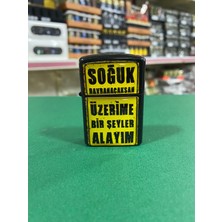 SOĞUK
DAVRANACAKSAN
ÜZERİME
BİR ŞEYLER
ALAYIM